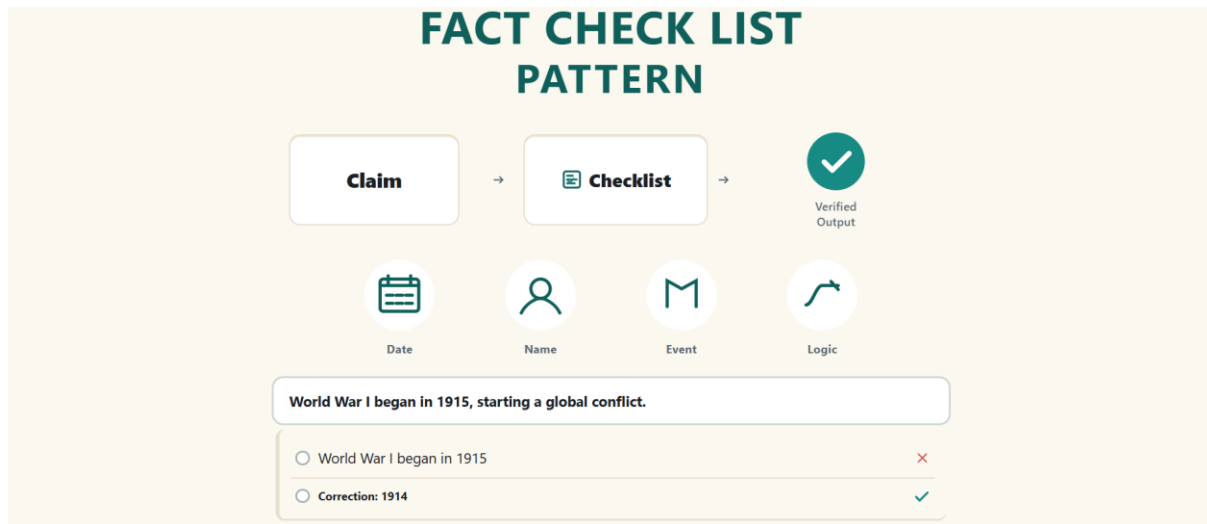 FACT CHECK LIST
PATTERN
Claim
Checklist
Verified
Output
Date
Name
Event
Logic
World War I began in 1915, starting a global conflict.
World War I began in 1915
Correction: 1914